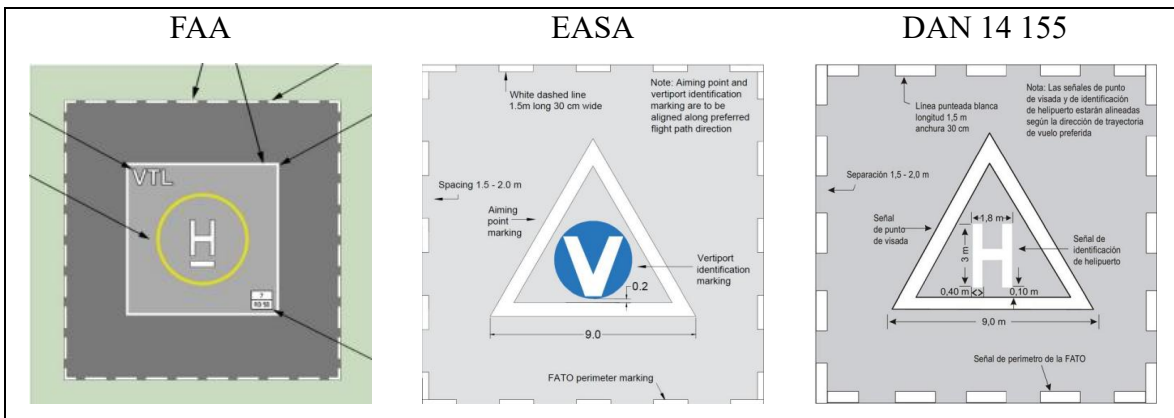 FAA
EASA
DAN 14 155
VTL
H
White dashed line
1.5m long 30 cm wide
Note: Aiming point and
vertiport identification
marking are to be
aligned along preferred
flight path direction
Spacing 1.5 - 2.0 m
Aiming
point
marking
V
Vertiport
identification
marking
0.2
9.0
FATO perimeter marking
Línea punteada blanca
longitud 1,5 m
anchura 30 cm
Nota: Las señales de punto
de visada y de identificación
de helipuerto estarán alineadas
según la dirección de trayectoria
de vuelo preferida
Separación 1,5 - 2,0 m
Señal
de punto
de visada
1,8 m
3 m
H
Señal de
identificación
de helipuerto
0,40 m
0,10 m
9,0 m
Señal de perímetro de la FATO